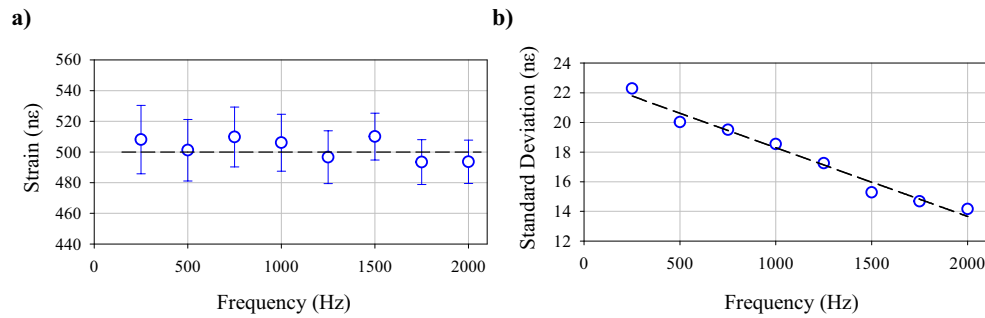 a)
560
540
520
500
480
460
440
Strain (nε)
0 500 1000 1500 2000
Frequency (Hz)
b)
24
22
20
18
16
14
12
Standard Deviation (nε)
0 500 1000 1500 2000
Frequency (Hz)